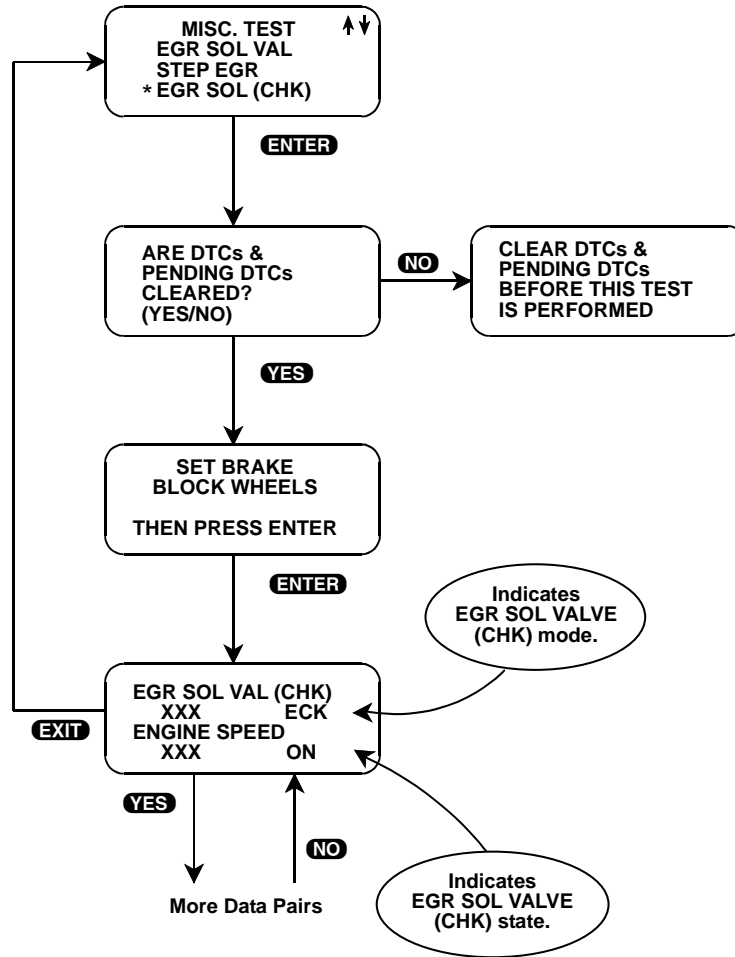 MISC. TEST
EGR SOL VAL
STEP EGR
* EGR SOL (CHK)
ENTER
ARE DTCs &
PENDING DTCs
CLEARED?
(YES/NO)
NO
CLEAR DTCs &
PENDING DTCs
BEFORE THIS TEST
IS PERFORMED
YES
SET BRAKE
BLOCK WHEELS
THEN PRESS ENTER
ENTER
Indicates
EGR SOL VALVE
(CHK) mode.
EGR SOL VAL (CHK)
XXX ECK
ENGINE SPEED
XXX ON
EXIT
YES
NO
More Data Pairs
Indicates
EGR SOL VALVE
(CHK) state.